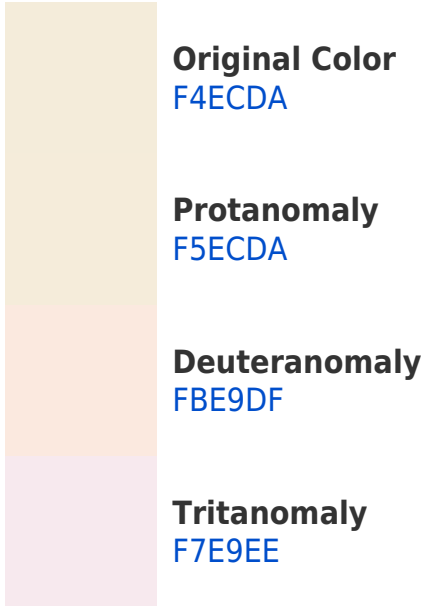 Original Color
F4ECDA
Protanomaly
F5ECDA
Deuteranomaly
FBE9DF
Tritanomaly
F7E9EE